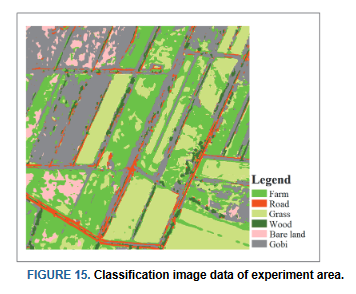 Legend
Farm
Road
Grass
Wood
Bare land
Gobi
FIGURE 15. Classification image data of experiment area.